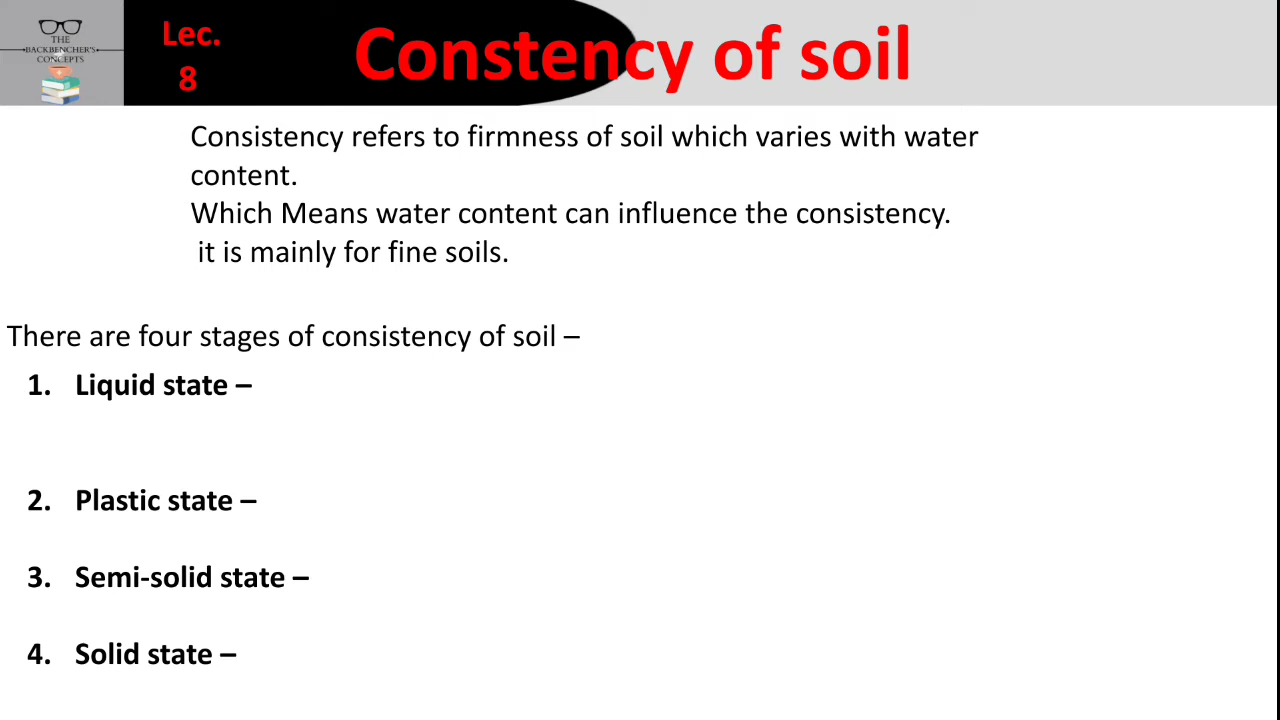 THE
BACKBENCHER'S
CONCEPTS
Lec.
8
Constency of soil
Consistency refers to firmness of soil which varies with water
content.
Which Means water content can influence the consistency.
it is mainly for fine soils.
There are four stages of consistency of soil –
1. Liquid state –
2. Plastic state –
3. Semi-solid state –
4. Solid state –